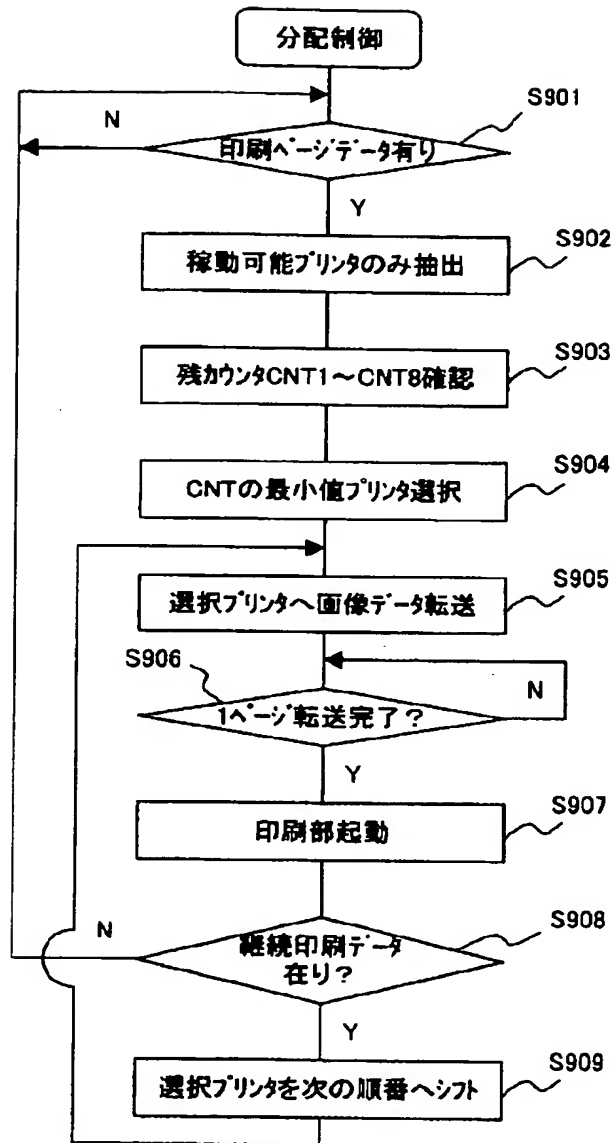 分配制御
S901
N
印刷ページデータ有り
Y
S902
稼動可能プリンタのみ抽出
S903
残カウンタCNT1～CNT8確認
S904
CNTの最小値プリンタ選択
S905
選択プリンタへ画像データ転送
S906
N
1ページ転送完了？
Y
S907
印刷部起動
S908
N
継続印刷データ
在り？
Y
S909
選択プリンタを次の順番へシフト